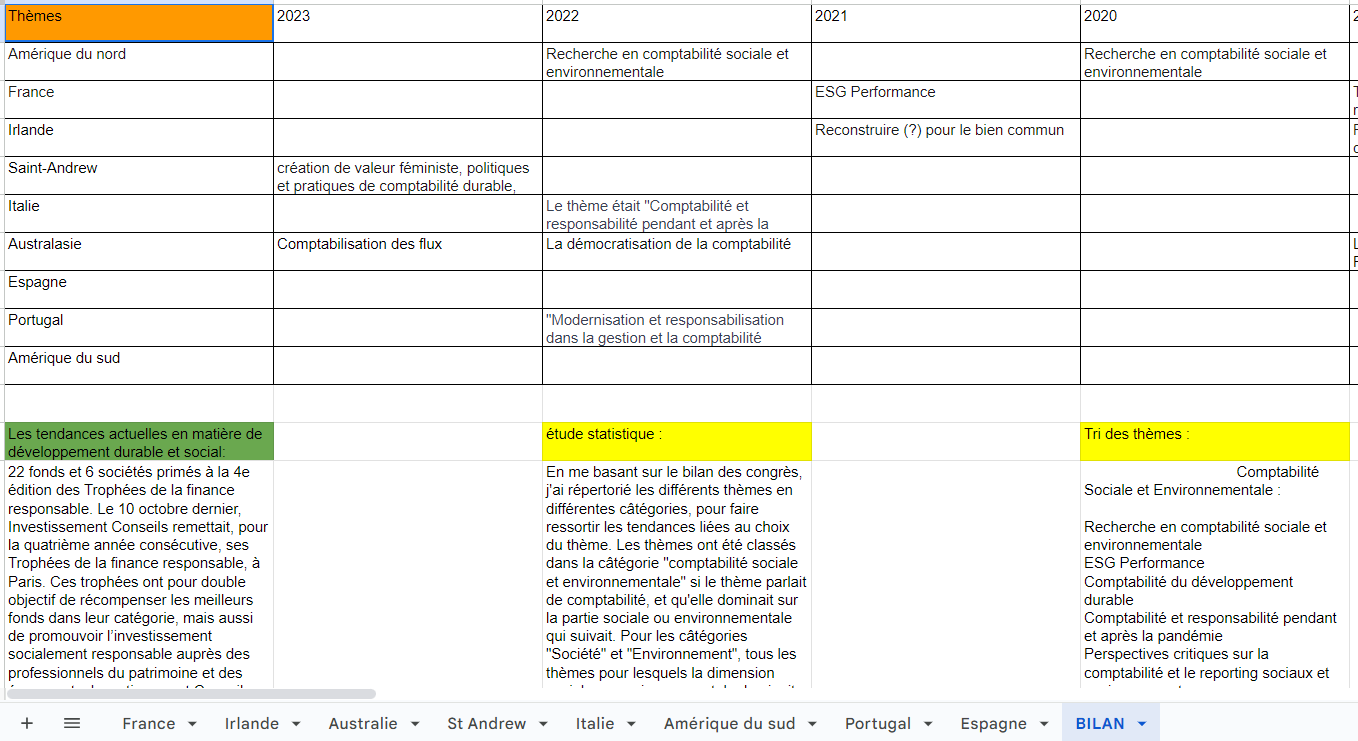 Thèmes
2023
2022
2021
2020
Amérique du nord
Recherche en comptabilité sociale et
environnementale
Recherche en comptabilité sociale et
environnementale
France
ESG Performance
Irlande
Reconstruire (?) pour le bien commun
Saint-Andrew
création de valeur féministe, politiques
et pratiques de comptabilité durable,
Italie
Le thème était "Comptabilité et
responsabilité pendant et après la
Australasie
Comptabilisation des flux
La démocratisation de la comptabilité
Espagne
Portugal
"Modernisation et responsabilisation
dans la gestion et la comptabilité
Amérique du sud
Les tendances actuelles en matière de
développement durable et social:
étude statistique :
Tri des thèmes :
22 fonds et 6 sociétés primés à la 4e
édition des Trophées de la finance
responsable. Le 10 octobre dernier,
Investissement Conseils remettait, pour
la quatrième année consécutive, ses
Trophées de la finance responsable, à
Paris. Ces trophées ont pour double
objectif de récompenser les meilleurs
fonds dans leur catégorie, mais aussi
de promouvoir l'investissement
socialement responsable auprès des
professionnels du patrimoine et des
En me basant sur le bilan des congrès,
j'ai répertorié les différents thèmes en
différentes câtégories, pour faire
ressortir les tendances liées au choix
du thème. Les thèmes ont été classés
dans la câtégorie "comptabilité sociale
et environnementale" si le thème parlait
de comptabilité, et qu'elle dominait sur
la partie sociale ou environnementale
qui suivait. Pour les câtégories
"Société" et "Environnement", tous les
thèmes pour lesquels la dimension
Comptabilité
Sociale et Environnementale :
Recherche en comptabilité sociale et
environnementale
ESG Performance
Comptabilité du développement
durable
Comptabilité et responsabilité pendant
et après la pandémie
Perspectives critiques sur la
comptabilité et le reporting sociaux et
France
Irlande
Australie
St Andrew
Italie
Amérique du sud
Portugal
Espagne
BILAN